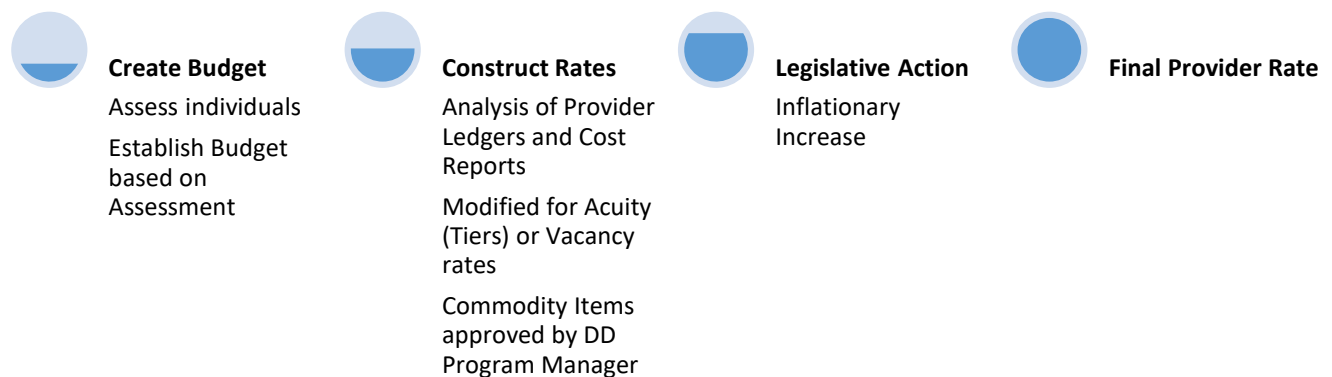 Create Budget
Assess individuals
Establish Budget
based on
Assessment
Construct Rates
Analysis of Provider
Ledgers and Cost
Reports
Modified for Acuity
(Tiers) or Vacancy
rates
Commodity Items
approved by DD
Program Manager
Legislative Action
Inflationary
Increase
Final Provider Rate